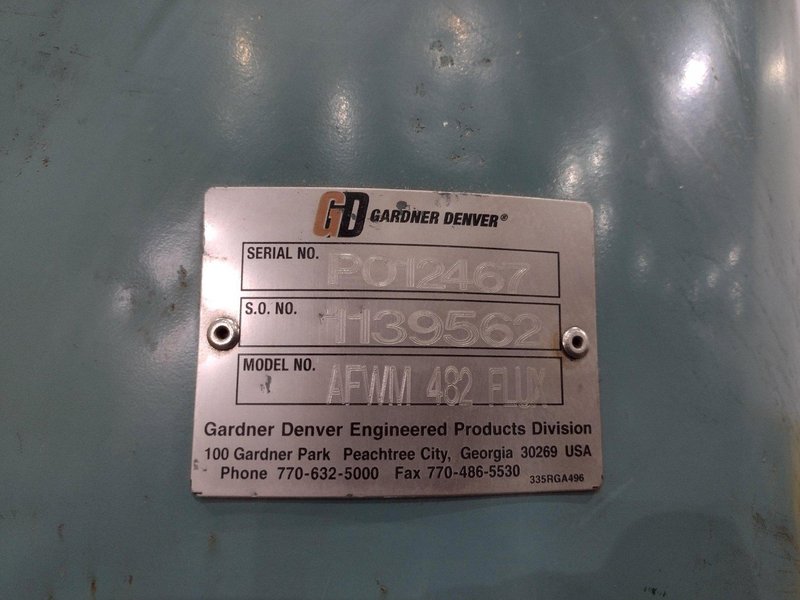 GD GARDNER DENVER®
SERIAL NO. PO12467
S.O. NO. 1139562
MODEL NO. AFWM 482 FLUX
Gardner Denver Engineered Products Division
100 Gardner Park Peachtree City, Georgia 30269 USA
Phone 770-632-5000 Fax 770-486-5530
335RGA496